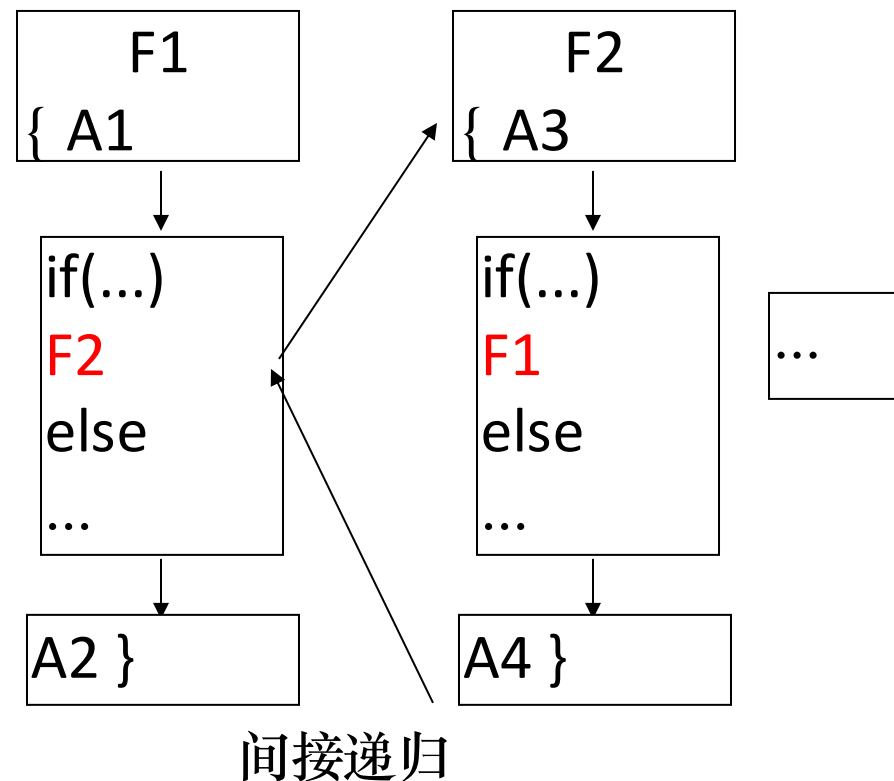 F1
{ A1
if(...)
F2
else
...
A2 }
F2
{ A3
if(...)
F1
else
...
A4 }
...
间接递归